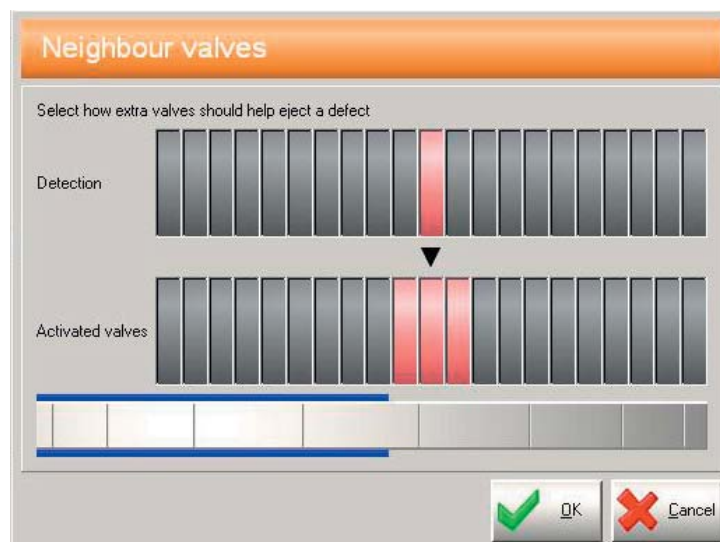 Neighbour valves
Select how extra valves should help eject a defect
Detection
Activated valves
OK
Cancel